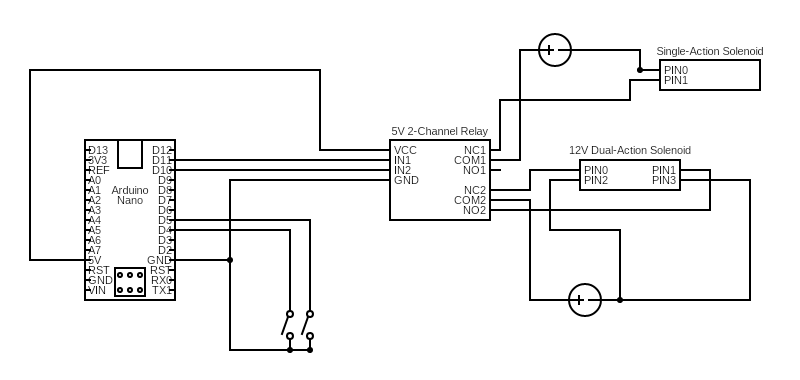 Single-Action Solenoid
PIN0
PIN1
5V 2-Channel Relay
VCC
IN1
IN2
GND
NC1
COM1
NO1
NC2
COM2
NO2
12V Dual-Action Solenoid
PIN0
PIN2
PIN1
PIN3
D13
3V3
REF
A0
A1
A2
A3
A4
A5
A6
A7
5V
RST
GND
VIN
Arduino
Nano
D12
D11
D10
D9
D8
D7
D6
D5
D4
D3
D2
GND
RST
RX0
TX1